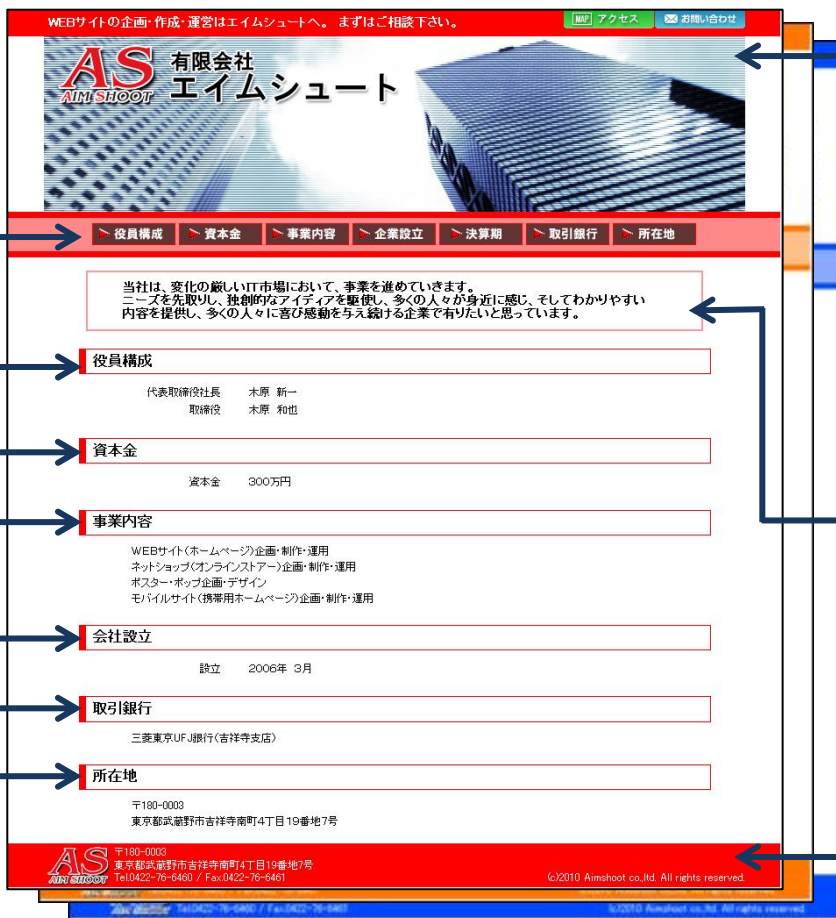 WEBサイトの企画・作成・運営はエイムシュートへ。 まずはご相談下さい。
MAP アクセス
お問い合わせ
AS
AIM SHOOT
有限会社
エイムシュート
役員構成
資本金
事業内容
企業設立
決算期
取引銀行
所在地
当社は、変化の厳しいIT市場において、事業を進めていきます。
ニーズを先取りし、独創的なアイディアを駆使し、多くの人々が身近に感じ、そしてわかりやすい
内容を提供し、多くの人々に喜び感動を与え続ける企業で有りたいと思っています。
役員構成
代表取締役社長 木原 新一
取締役 木原 和也
資本金
資本金 300万円
事業内容
WEBサイト(ホームページ)企画・制作・運用
ネットショップ(オンラインストアー)企画・制作・運用
ポスター・ポップ企画・デザイン
モバイルサイト(携帯用ホームページ)企画・制作・運用
会社設立
設立 2006年 3月
取引銀行
三菱東京UFJ銀行(吉祥寺支店)
所在地
〒180-0003
東京都武蔵野市吉祥寺南町4丁目19番地7号
AS
AIM SHOOT
〒180-0003
東京都武蔵野市吉祥寺南町4丁目19番地7号
Tel.0422-76-6460 / Fax.0422-76-6461
(c)2010 Aimshoot co.,ltd. All rights reserved.
Tel.0422-76-6460 / Fax.0422-76-6461
(c)2010 Aimshoot co.,ltd. All rights reserved.